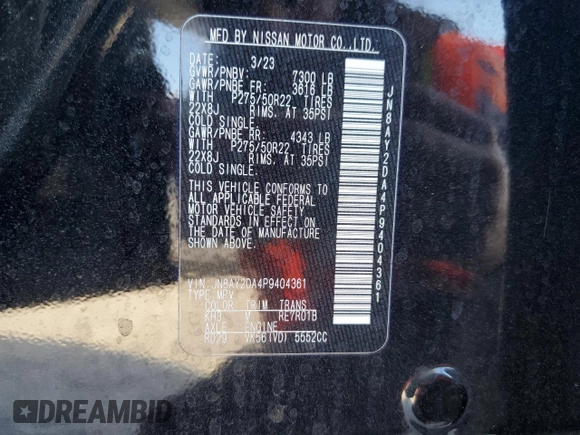 MFD BY NISSAN MOTOR CO.,LTD.
DATE: 3/23
GVWR/PNBV: 7300 LB
GAWR/PNBE FR: 3616 LB
WITH P275/50R22 TIRES
22X8J RIMS. AT 35PSI
COLD SINGLE.
GAWR/PNBE RR: 4343 LB
WITH P275/50R22 TIRES
22X8J RIMS. AT 35PSI
COLD SINGLE.
THIS VEHICLE CONFORMS TO
ALL APPLICABLE FEDERAL
MOTOR VEHICLE SAFETY
STANDARDS IN EFFECT ON
THE DATE OF MANUFACTURE
SHOWN ABOVE.
VIN: JN8AY2DA4P9404361
TYPE: MPV
COLOR TRIM TRANS
KH3 W RE7R01B
AXLE ENGINE
RD29 VK56(VD) 5552CC
JN8AY2DA4P9404361
DREAMBID